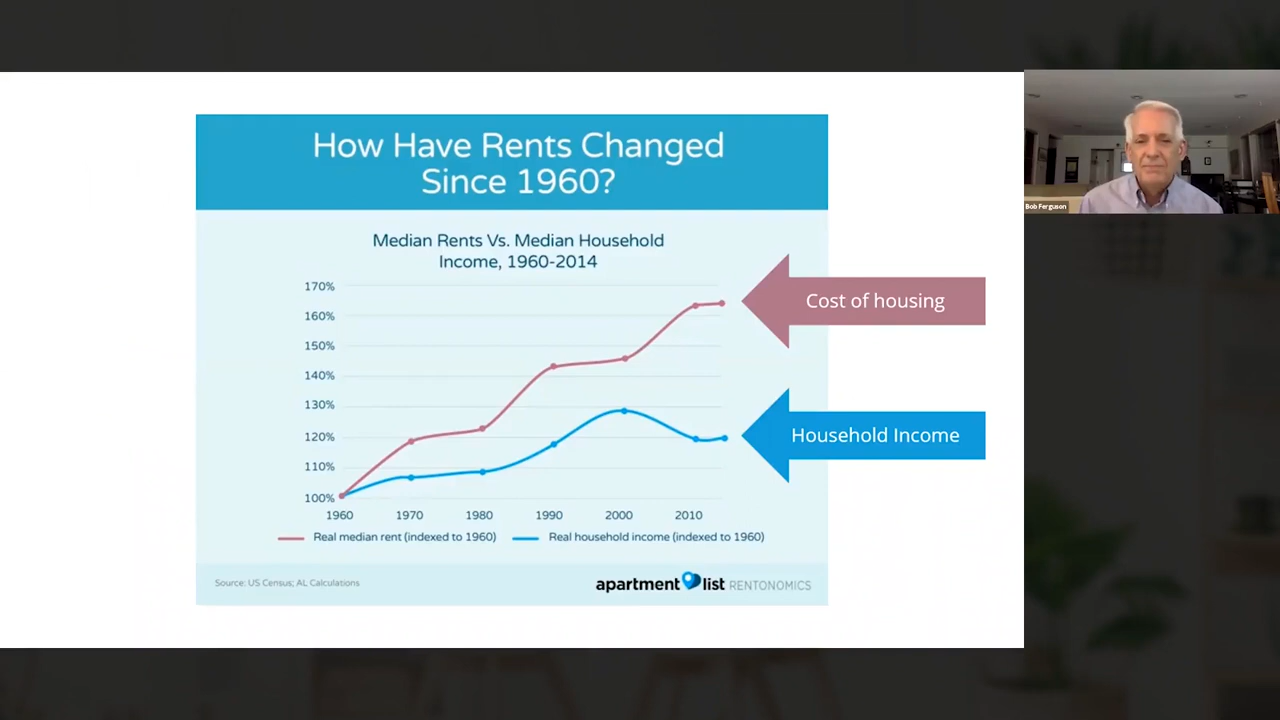 How Have Rents Changed
Since 1960?
Median Rents Vs. Median Household
Income, 1960-2014
170%
160%
150%
140%
130%
120%
110%
100%
1960 1970 1980 1990 2000 2010
Real median rent (indexed to 1960) Real household income (indexed to 1960)
Source: US Census; AL Calculations
apartment list RENTONOMICS
Cost of housing
Household Income
Bob Ferguson